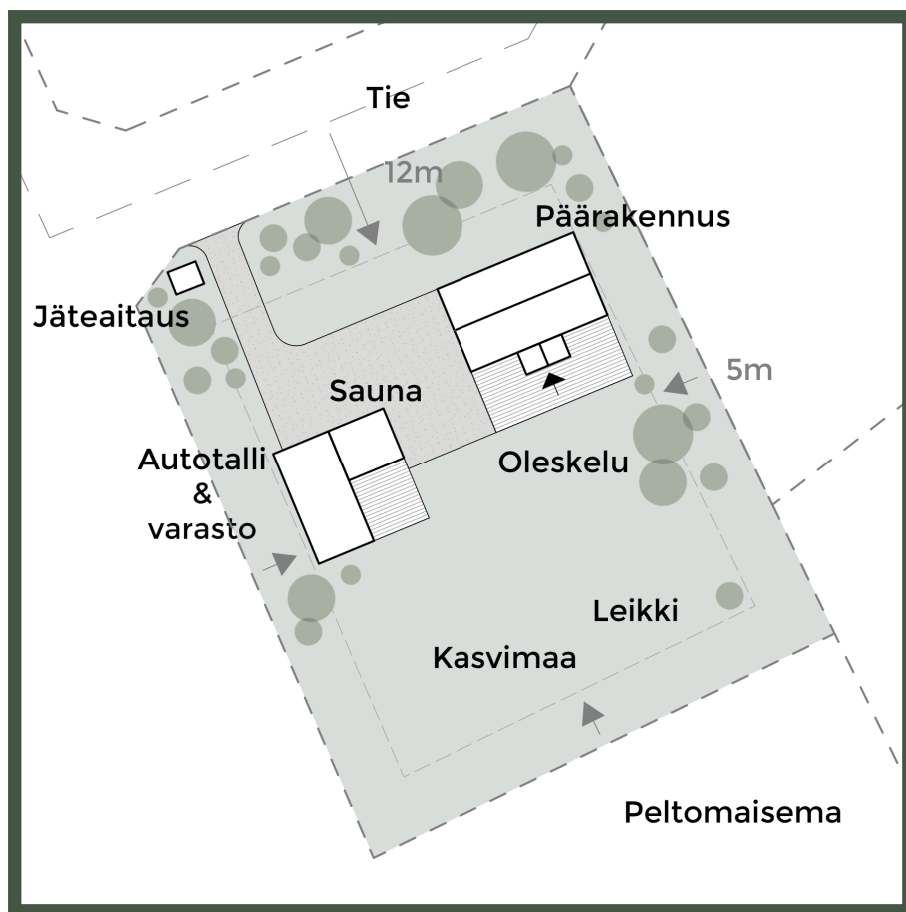 Tie
12m
Päärakennus
Jäteaitaus
5m
Sauna
Autotalli
&
varasto
Oleskelu
Leikki
Kasvimaa
Peltomaisema